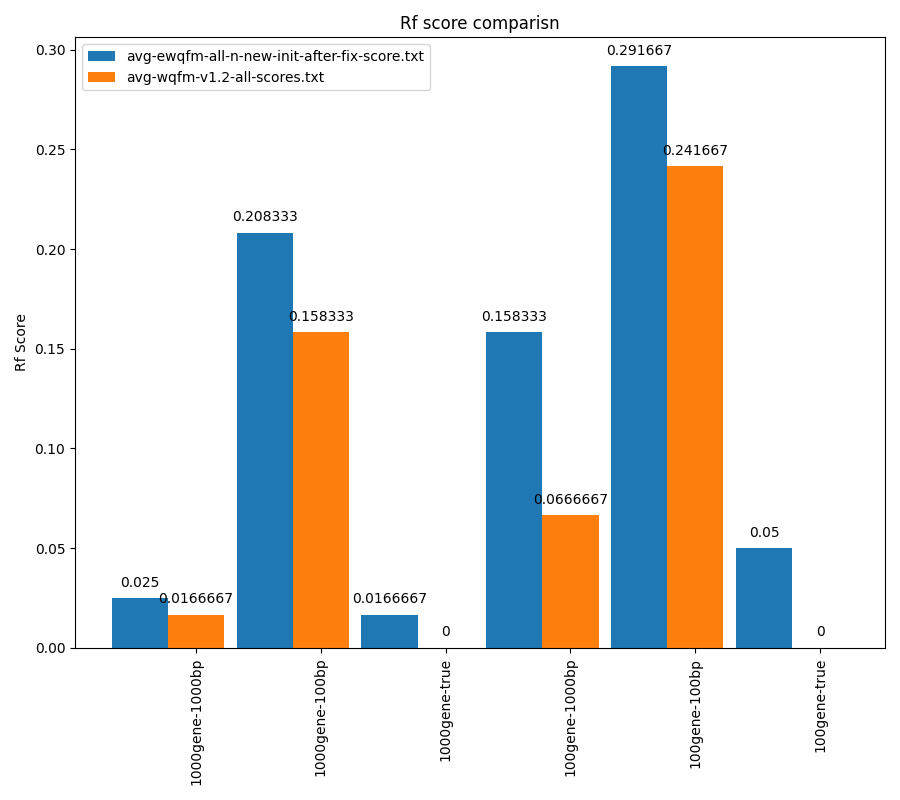 Rf score comparisn
avg-ewqfm-all-n-new-init-after-fix-score.txt
avg-wqfm-v1.2-all-scores.txt
Rf Score
0.30
0.25
0.20
0.15
0.10
0.05
0.00
0.025
0.0166667
0.208333
0.158333
0.0166667
0
0.158333
0.0666667
0.291667
0.241667
0.05
0
1000gene-1000bp
1000gene-100bp
1000gene-true
100gene-1000bp
100gene-100bp
100gene-true